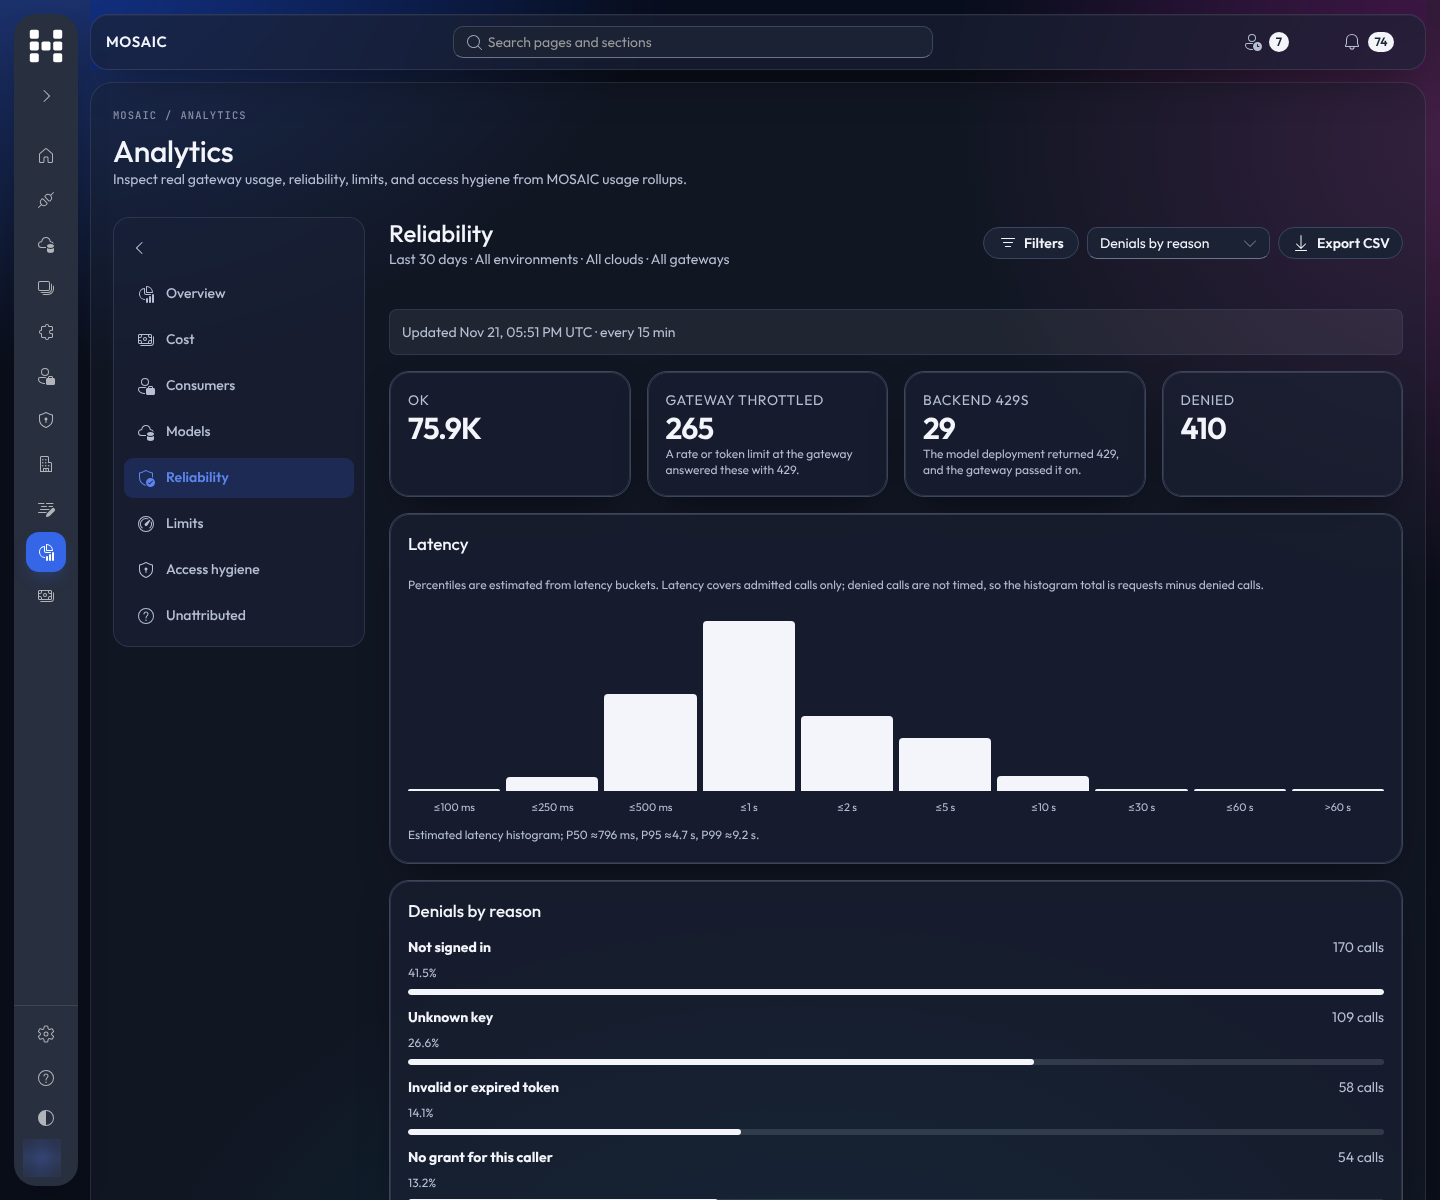 MOSAIC
Search pages and sections
7
74
MOSAIC / ANALYTICS
Analytics
Inspect real gateway usage, reliability, limits, and access hygiene from MOSAIC usage rollups.
Overview
Cost
Consumers
Models
Reliability
Limits
Access hygiene
Unattributed
Reliability
Last 30 days · All environments · All clouds · All gateways
Filters
Denials by reason
Export CSV
Updated Nov 21, 05:51 PM UTC · every 15 min
OK
75.9K
GATEWAY THROTTLED
265
A rate or token limit at the gateway
answered these with 429.
BACKEND 429S
29
The model deployment returned 429,
and the gateway passed it on.
DENIED
410
Latency
Percentiles are estimated from latency buckets. Latency covers admitted calls only; denied calls are not timed, so the histogram total is requests minus denied calls.
≤100 ms
≤250 ms
≤500 ms
≤1 s
≤2 s
≤5 s
≤10 s
≤30 s
≤60 s
>60 s
Estimated latency histogram; P50 ≈796 ms, P95 ≈4.7 s, P99 ≈9.2 s.
Denials by reason
Not signed in
170 calls
41.5%
Unknown key
109 calls
26.6%
Invalid or expired token
58 calls
14.1%
No grant for this caller
54 calls
13.2%